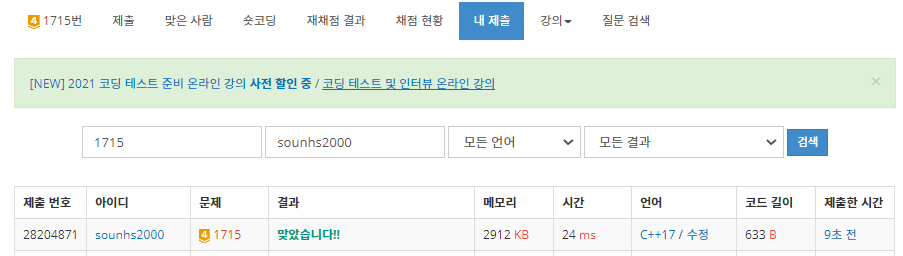 4 1715번 제출 맞은 사람 숏코딩 재채점 결과 채점 현황 내 제출 강의 질문 검색
[NEW] 2021 코딩 테스트 준비 온라인 강의 사전 할인 중 / 코딩 테스트 및 인터뷰 온라인 강의 ×
1715 sounhs2000 모든 언어 모든 결과 검색
제출 번호 아이디 문제 결과 메모리 시간 언어 코드 길이 제출한 시간
28204871 sounhs2000 4 1715 맞았습니다!! 2912 KB 24 ms C++17 / 수정 633 B 9초 전